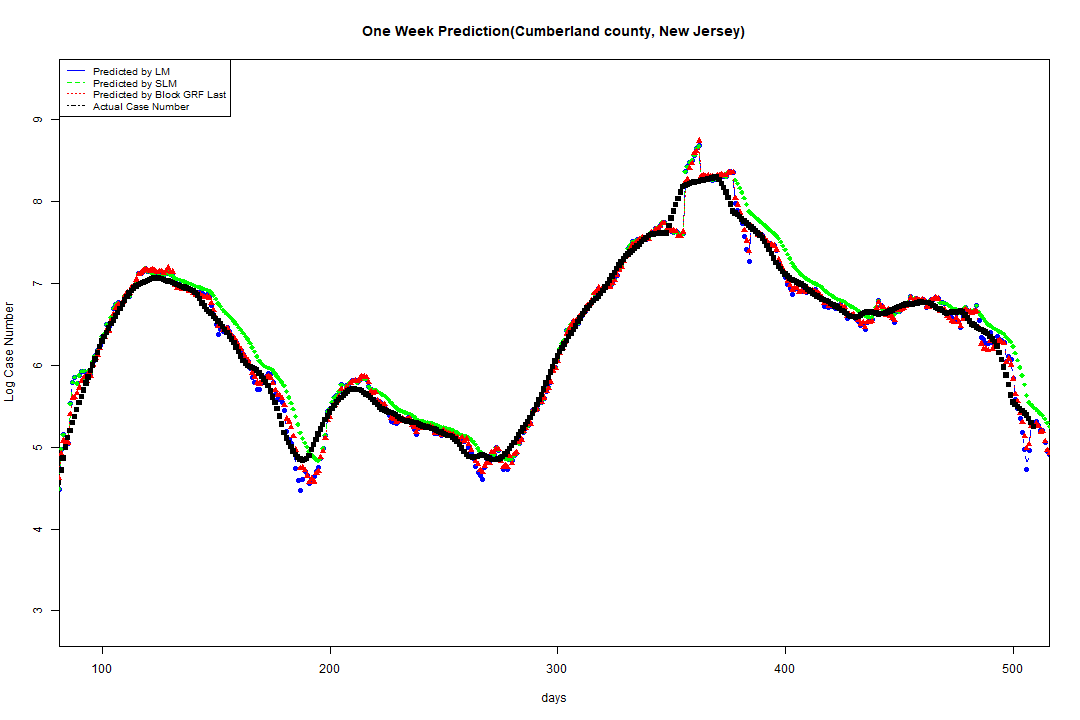 One Week Prediction(Cumberland county, New Jersey)
Predicted by LM
Predicted by SLM
Predicted by Block GRF Last
Actual Case Number
Log Case Number
9
8
7
6
5
4
3
100 200 300 400 500
days